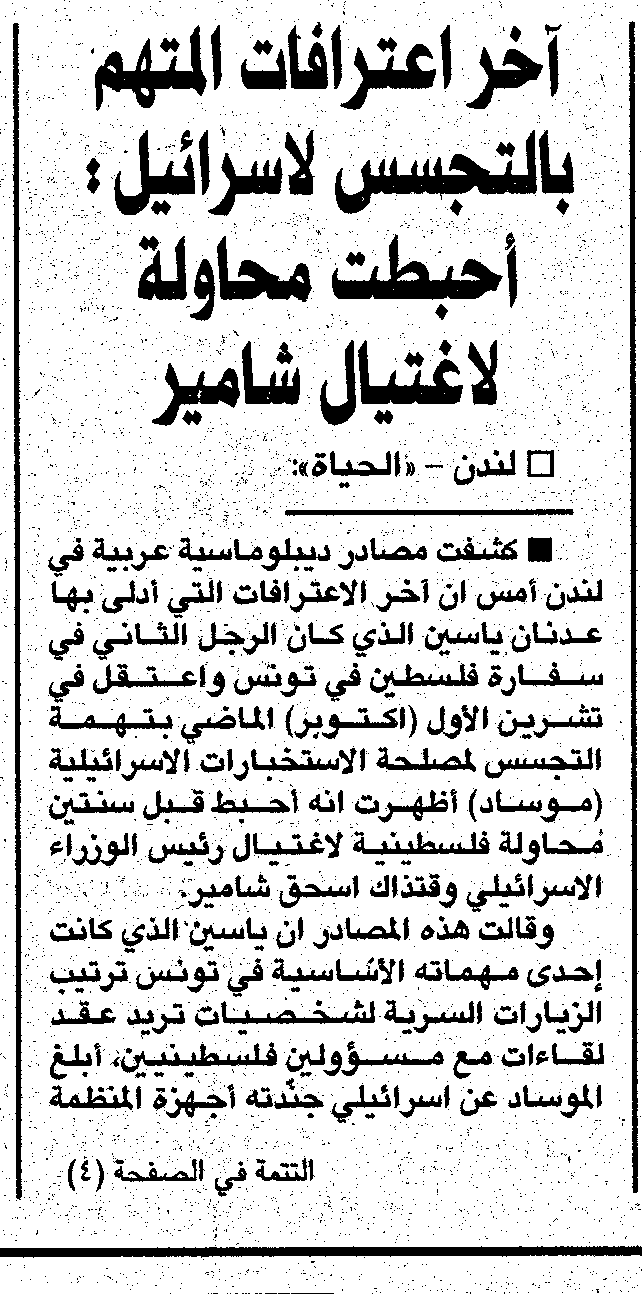 آخر اعترافات المتهم
بالتجسس لاسرائيل :
أحبطت محاولة
لاغتيال شامير
□ لندن – «الحياة»:
■ كشفت مصادر ديبلوماسية عربية في
لندن أمس ان آخر الاعترافات التي أدلى بها
عدنان ياسين الذي كان الرجل الثاني في
سفارة فلسطين في تونس واعتقل في
تشرين الأول (اكتوبر) الماضي بتهمة
التجسس لمصلحة الاستخبارات الاسرائيلية
(موساد) أظهرت انه أحبط قبل سنتين
محاولة فلسطينية لاغتيال رئيس الوزراء
الاسرائيلي وقتذاك اسحق شامير.
وقالت هذه المصادر ان ياسين الذي كانت
إحدى مهماته الأساسية في تونس ترتيب
الزيارات السرية لشخصيات تريد عقد
لقاءات مع مسؤولين فلسطينيين، أبلغ
الموساد عن اسرائيلي جنّدته أجهزة المنظمة
التتمة في الصفحة (٤)